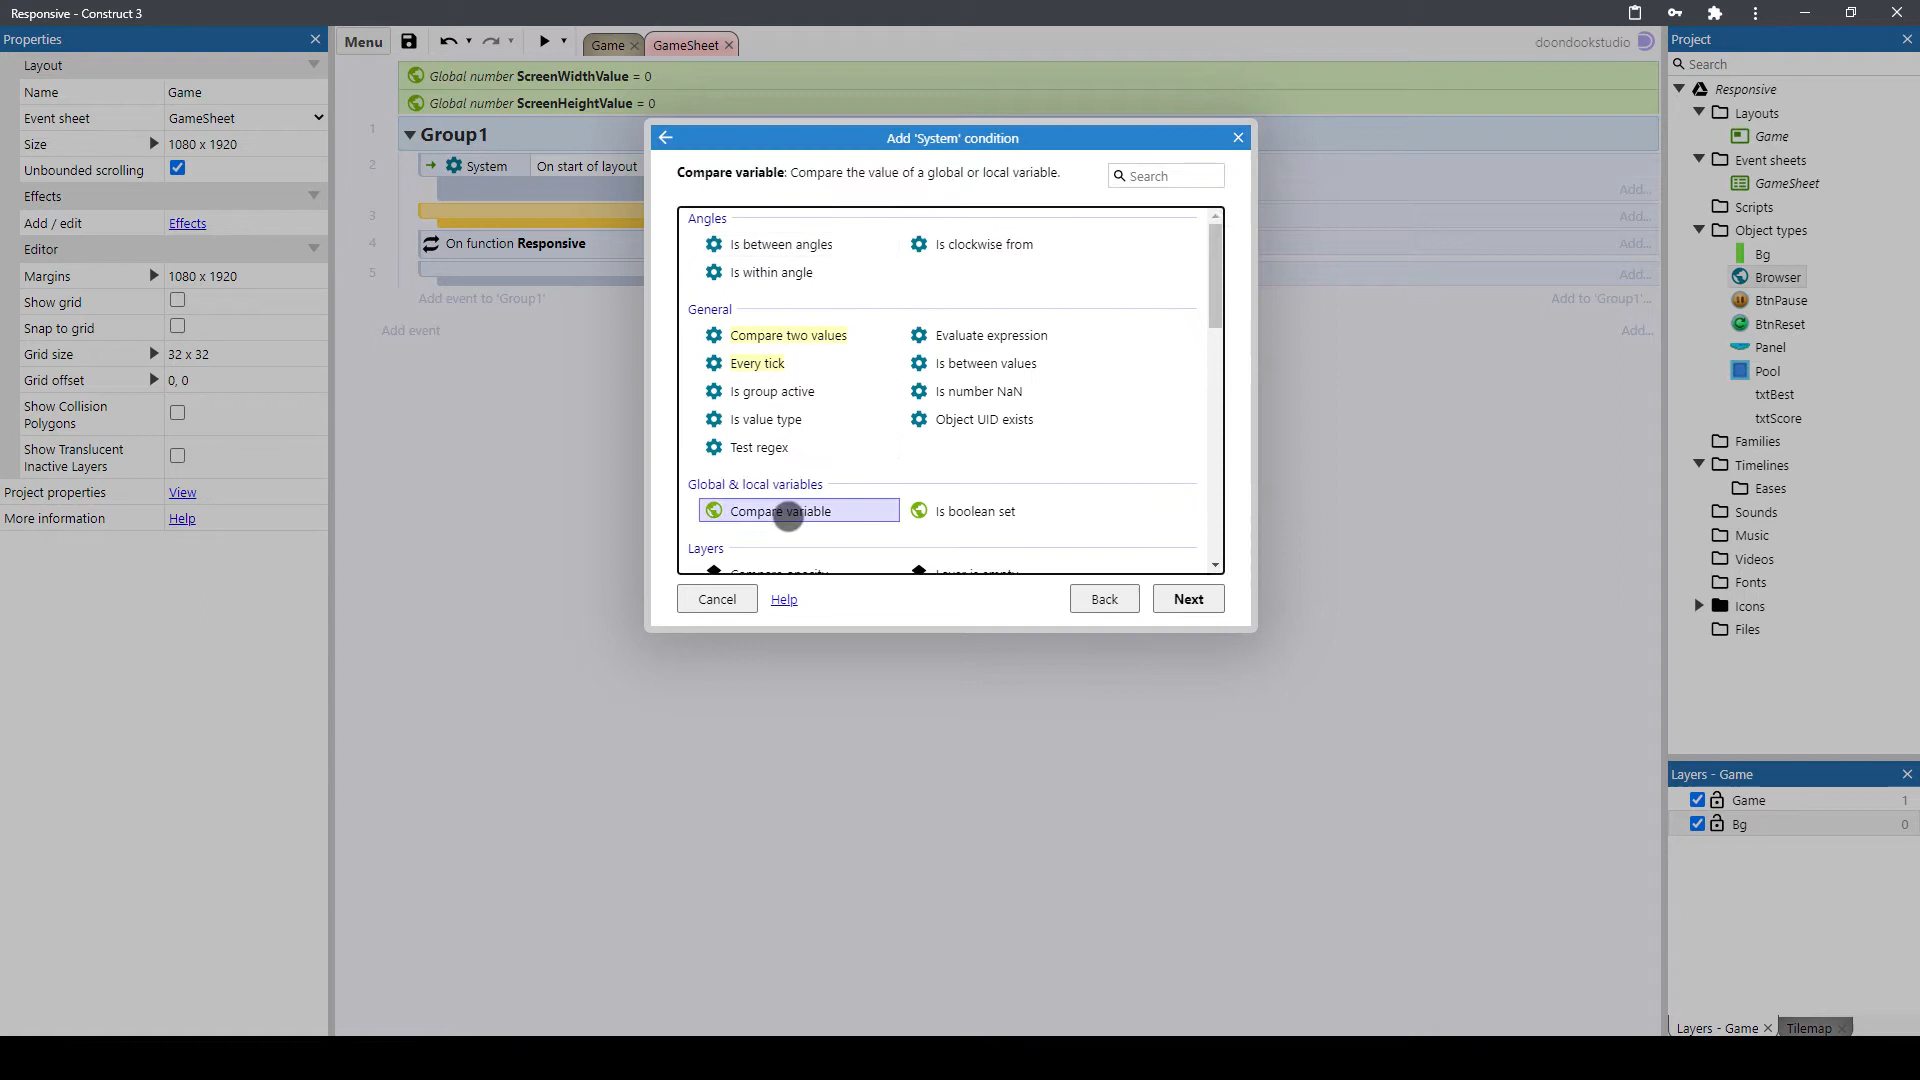 Responsive - Construct 3
Properties
Layout
Name Game
Event sheet GameSheet
Size 1080 x 1920
Unbounded scrolling
Effects
Add / edit Effects
Editor
Margins 1080 x 1920
Show grid
Snap to grid
Grid size 32 x 32
Grid offset 0, 0
Show Collision
Polygons
Show Translucent
Inactive Layers
Project properties View
More information Help
Menu
Game
GameSheet
doondookstudio
Global number ScreenWidthValue = 0
Global number ScreenHeightValue = 0
1 Group1
2 System On start of layout
Add...
3
Add...
4 On function Responsive
Add...
5
Add...
Add event to 'Group1'
Add to 'Group1'...
Add event
Add...
Add 'System' condition
Compare variable: Compare the value of a global or local variable.
Search
Angles
Is between angles Is clockwise from
Is within angle
General
Compare two values Evaluate expression
Every tick Is between values
Is group active Is number NaN
Is value type Object UID exists
Test regex
Global & local variables
Compare variable Is boolean set
Layers
Compare opacity Layer is empty
Cancel Help Back Next
Project
Search
Responsive
Layouts
Game
Event sheets
GameSheet
Scripts
Object types
Bg
Browser
BtnPause
BtnReset
Panel
Pool
txtBest
txtScore
Families
Timelines
Eases
Sounds
Music
Videos
Fonts
Icons
Files
Layers - Game
Game 1
Bg 0
Layers - Game Tilemap